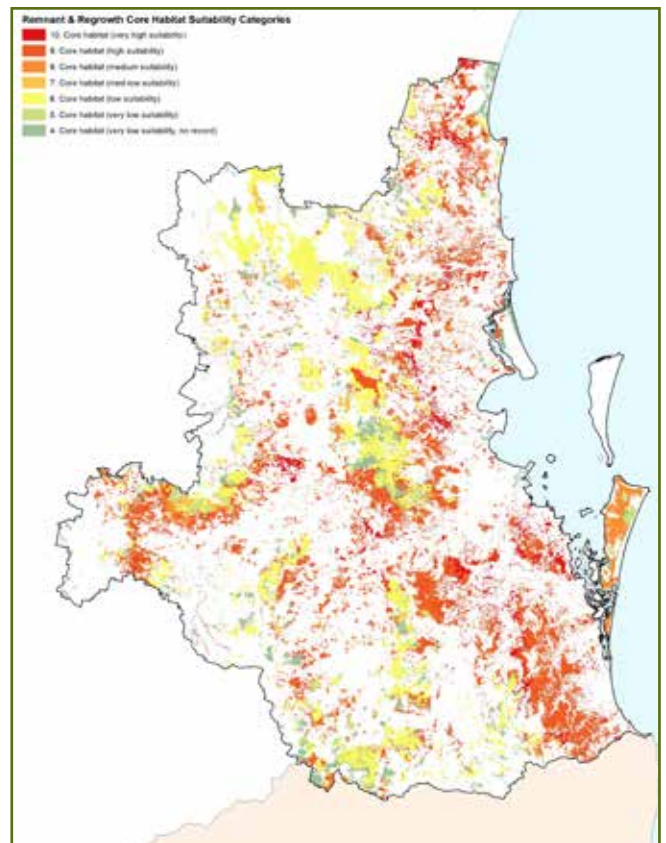 Remnant & Regrowth Core Habitat Suitability Categories
10. Core habitat (very high suitability)
9. Core habitat (high suitability)
8. Core habitat (medium suitability)
7. Core habitat (med-low suitability)
6. Core habitat (low suitability)
5. Core habitat (very low suitability)
4. Core habitat (very low suitability, no record)